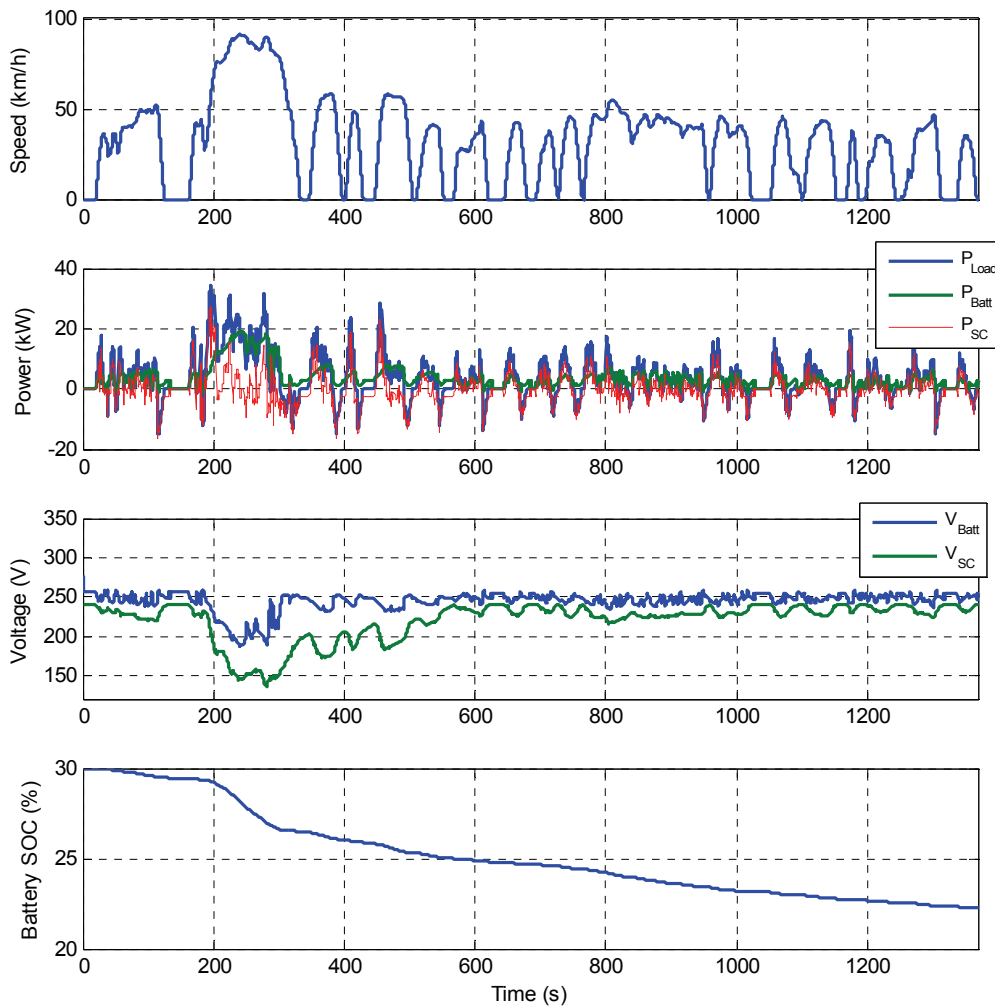 Speed (km/h)
100
50
0
0 200 400 600 800 1000 1200
Power (kW)
40
20
0
-20
0 200 400 600 800 1000 1200
P_Load
P_Batt
P_SC
Voltage (V)
350
300
250
200
150
0 200 400 600 800 1000 1200
V_Batt
V_SC
Battery SOC (%)
30
25
20
0 200 400 600 800 1000 1200
Time (s)